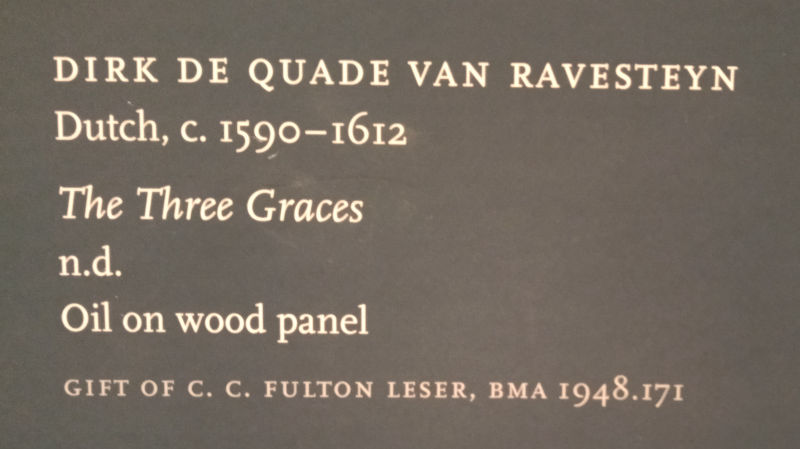 DIRK DE QUADE VAN RAVESTEYN
Dutch, c. 1590–1612
The Three Graces
n.d.
Oil on wood panel
GIFT OF C. C. FULTON LESER, BMA 1948.171